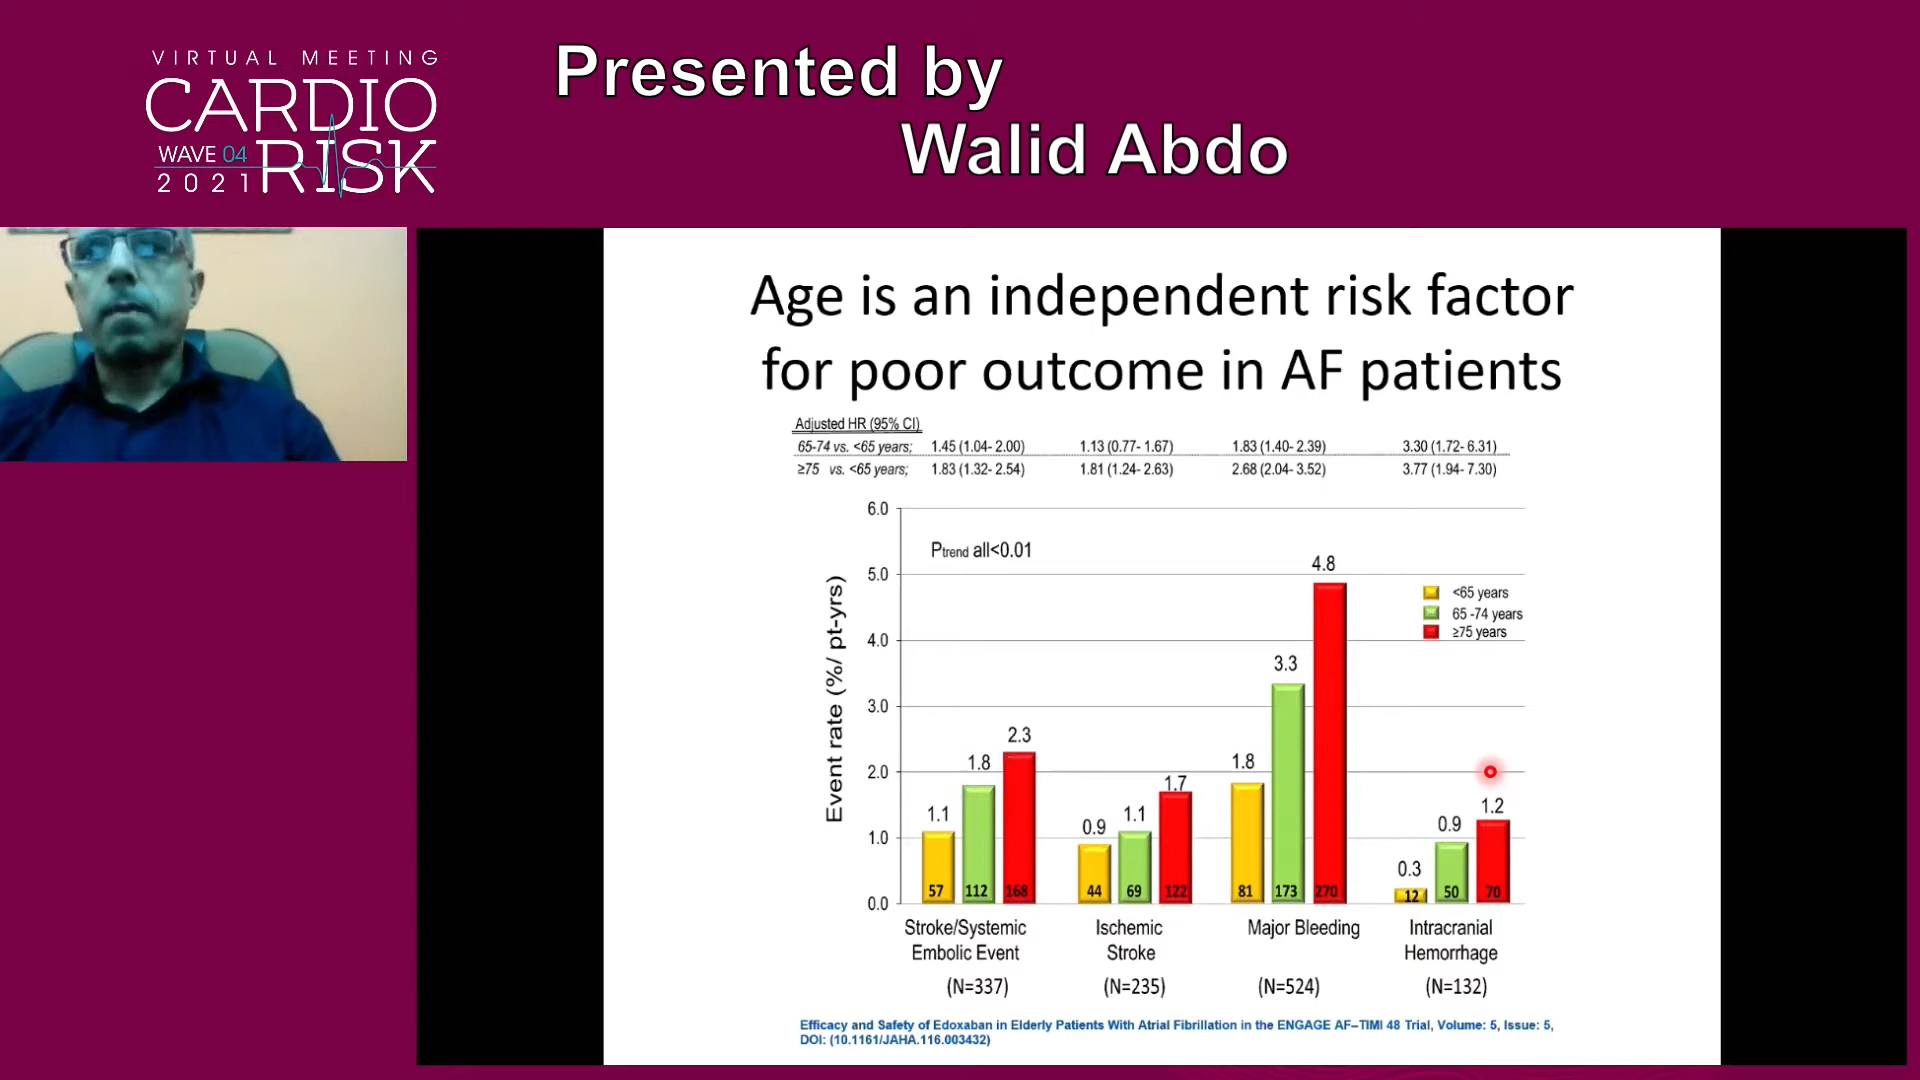 VIRTUAL MEETING
CARDIO
WAVE 04 RISK
2021
Presented by
Walid Abdo
Age is an independent risk factor
for poor outcome in AF patients
Adjusted HR (95% CI)
65-74 vs. <65 years; 1.45 (1.04- 2.00) 1.13 (0.77- 1.67) 1.83 (1.40- 2.39) 3.30 (1.72- 6.31)
≥75 vs. <65 years; 1.83 (1.32- 2.54) 1.81 (1.24- 2.63) 2.68 (2.04- 3.52) 3.77 (1.94- 7.30)
Event rate (%/ pt-yrs)
6.0
5.0
4.0
3.0
2.0
1.0
0.0
Ptrend all<0.01
<65 years
65 -74 years
≥75 years
1.1 1.8 2.3
0.9 1.1 1.7
1.8 3.3 4.8
0.3 0.9 1.2
57 112 168
44 69 122
81 173 270
12 50 70
Stroke/Systemic
Embolic Event
(N=337)
Ischemic
Stroke
(N=235)
Major Bleeding
(N=524)
Intracranial
Hemorrhage
(N=132)
Efficacy and Safety of Edoxaban in Elderly Patients With Atrial Fibrillation in the ENGAGE AF–TIMI 48 Trial, Volume: 5, Issue: 5,
DOI: (10.1161/JAHA.116.003432)